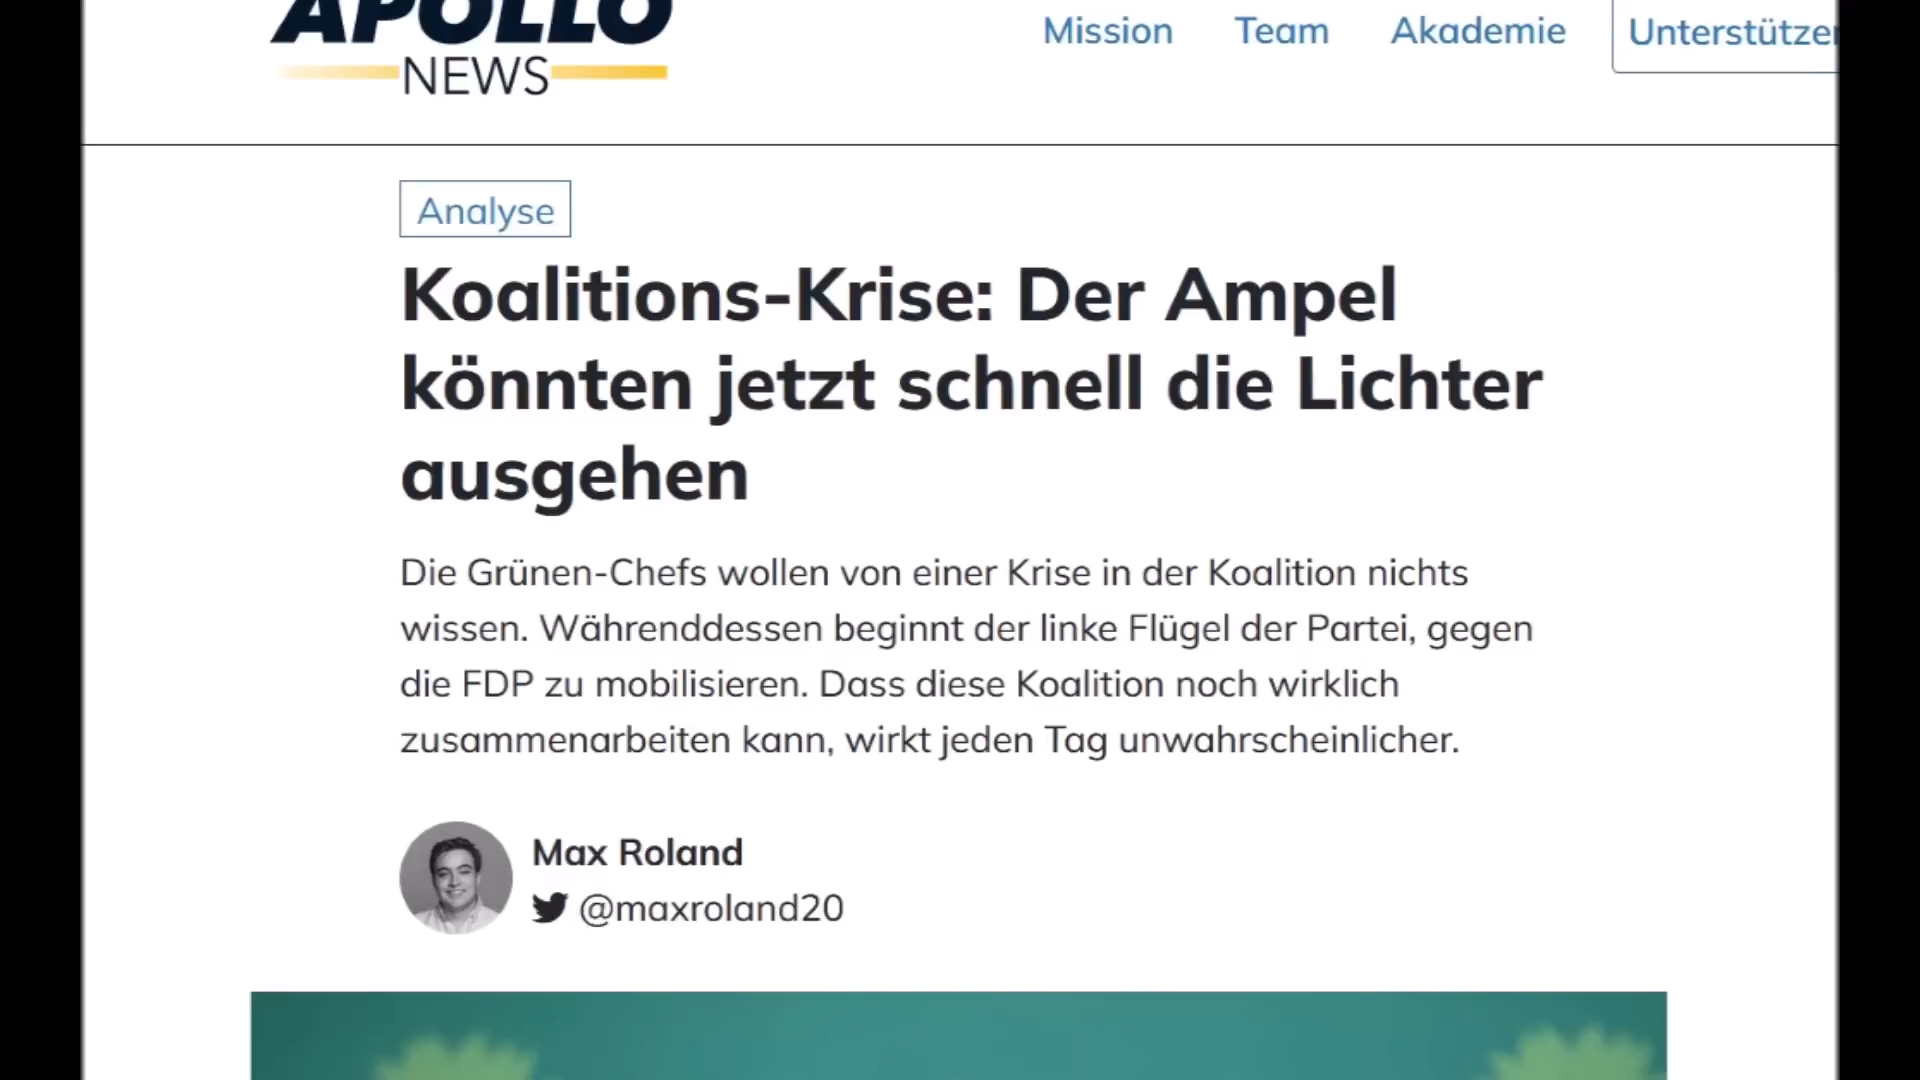 APOLLO
NEWS
Mission Team Akademie Unterstützen
Analyse
Koalitions-Krise: Der Ampel
könnten jetzt schnell die Lichter
ausgehen
Die Grünen-Chefs wollen von einer Krise in der Koalition nichts
wissen. Währenddessen beginnt der linke Flügel der Partei, gegen
die FDP zu mobilisieren. Dass diese Koalition noch wirklich
zusammenarbeiten kann, wirkt jeden Tag unwahrscheinlicher.
Max Roland
@maxroland20